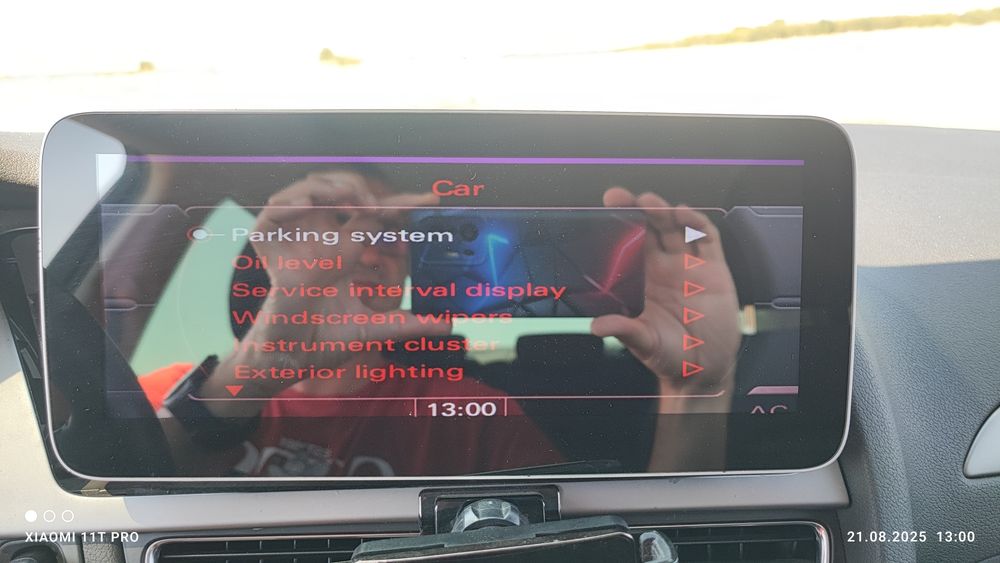 Car
Parking system
Oil level
Service interval display
Windscreen wipers
Instrument cluster
Exterior lighting
13:00
XIAOMI 11T PRO
21.08.2025 13:00